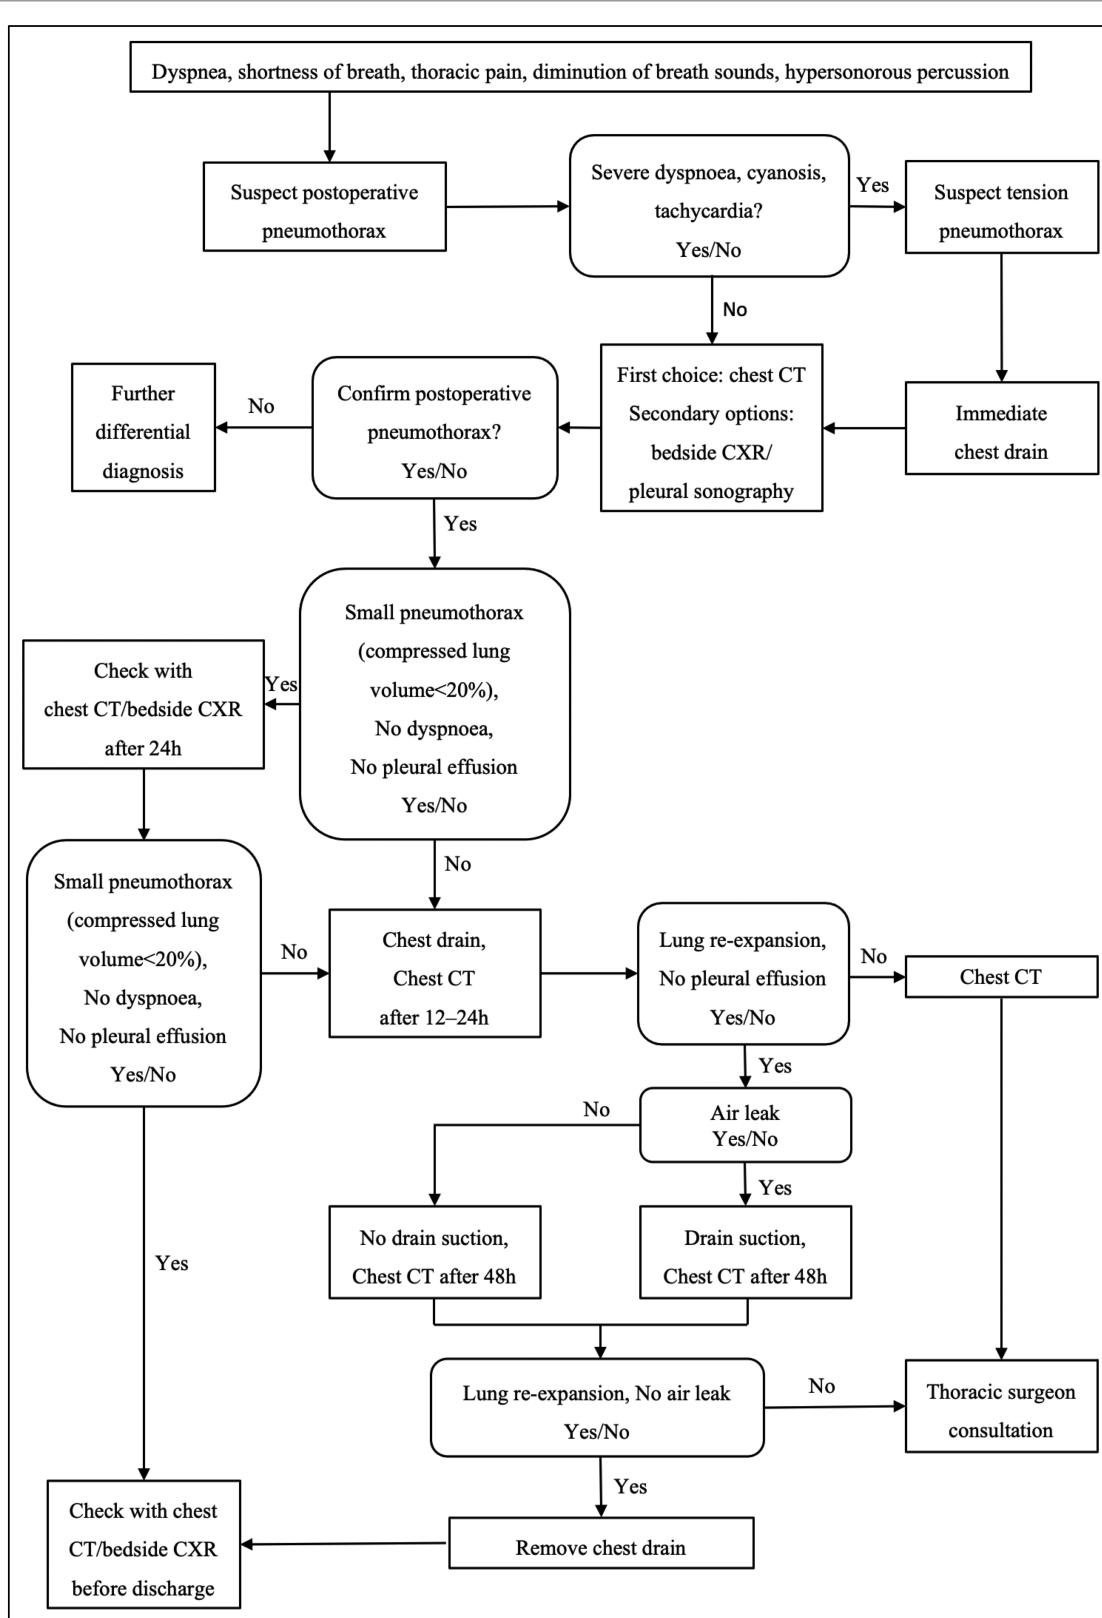 Dyspnea, shortness of breath, thoracic pain, diminution of breath sounds, hypersonorous percussion
Suspect postoperative
pneumothorax
Severe dyspnoea, cyanosis,
tachycardia?
Yes/No
Yes
Suspect tension
pneumothorax
No
Immediate
chest drain
First choice: chest CT
Secondary options:
bedside CXR/
pleural sonography
Confirm postoperative
pneumothorax?
Yes/No
No
Further
differential
diagnosis
Yes
Small pneumothorax
(compressed lung
volume<20%),
No dyspnoea,
No pleural effusion
Yes/No
Yes
Check with
chest CT/bedside CXR
after 24h
No
Small pneumothorax
(compressed lung
volume<20%),
No dyspnoea,
No pleural effusion
Yes/No
No
Chest drain,
Chest CT
after 12–24h
Lung re-expansion,
No pleural effusion
Yes/No
No
Chest CT
Yes
Air leak
Yes/No
No
Yes
No drain suction,
Chest CT after 48h
Drain suction,
Chest CT after 48h
Yes
Lung re-expansion, No air leak
Yes/No
No
Thoracic surgeon
consultation
Yes
Remove chest drain
Check with chest
CT/bedside CXR
before discharge